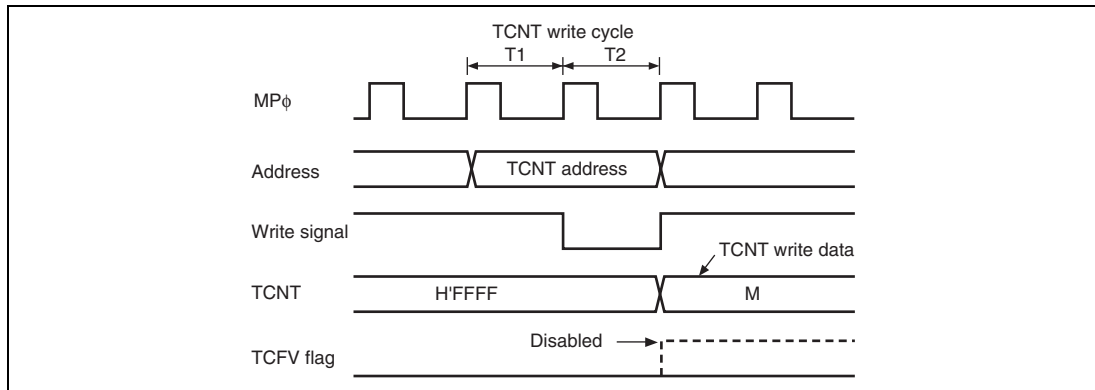 TCNT write cycle
T1 T2
MPφ
Address TCNT address
Write signal
TCNT write data
TCNT H'FFFF M
Disabled
TCFV flag